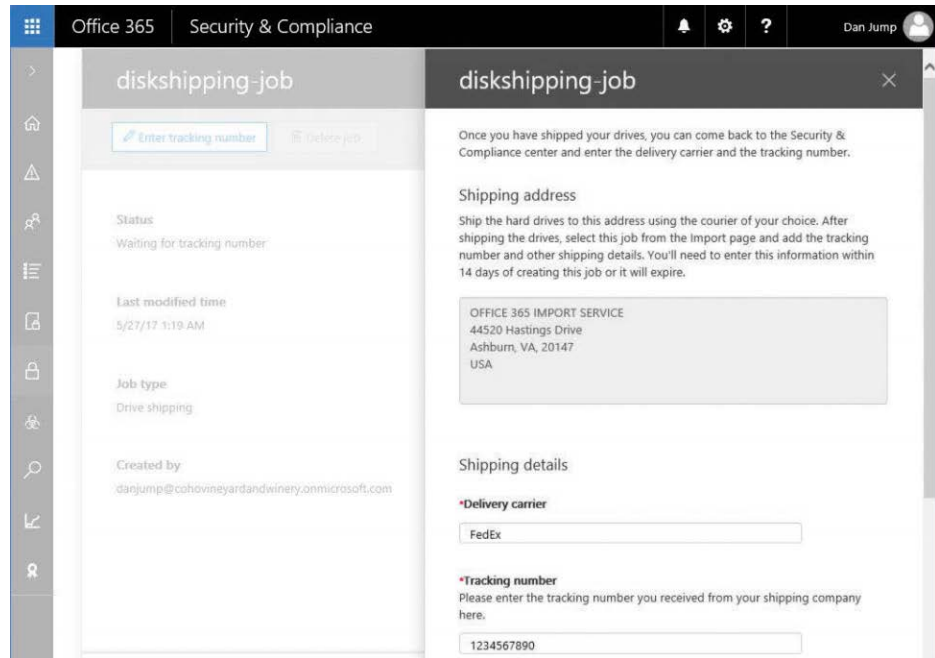 Office 365
Security & Compliance
?
Dan Jump
diskshipping-job
Enter tracking number
Delete job
Status
Waiting for tracking number
Last modified time
5/27/17 1:19 AM
Job type
Drive shipping
Created by
danjump@cohovineyardandwinery.onmicrosoft.com
diskshipping-job
Once you have shipped your drives, you can come back to the Security &
Compliance center and enter the delivery carrier and the tracking number.
Shipping address
Ship the hard drives to this address using the courier of your choice. After
shipping the drives, select this job from the Import page and add the tracking
number and other shipping details. You'll need to enter this information within
14 days of creating this job or it will expire.
OFFICE 365 IMPORT SERVICE
44520 Hastings Drive
Ashburn, VA, 20147
USA
Shipping details
*Delivery carrier
FedEx
*Tracking number
Please enter the tracking number you received from your shipping company
here.
1234567890